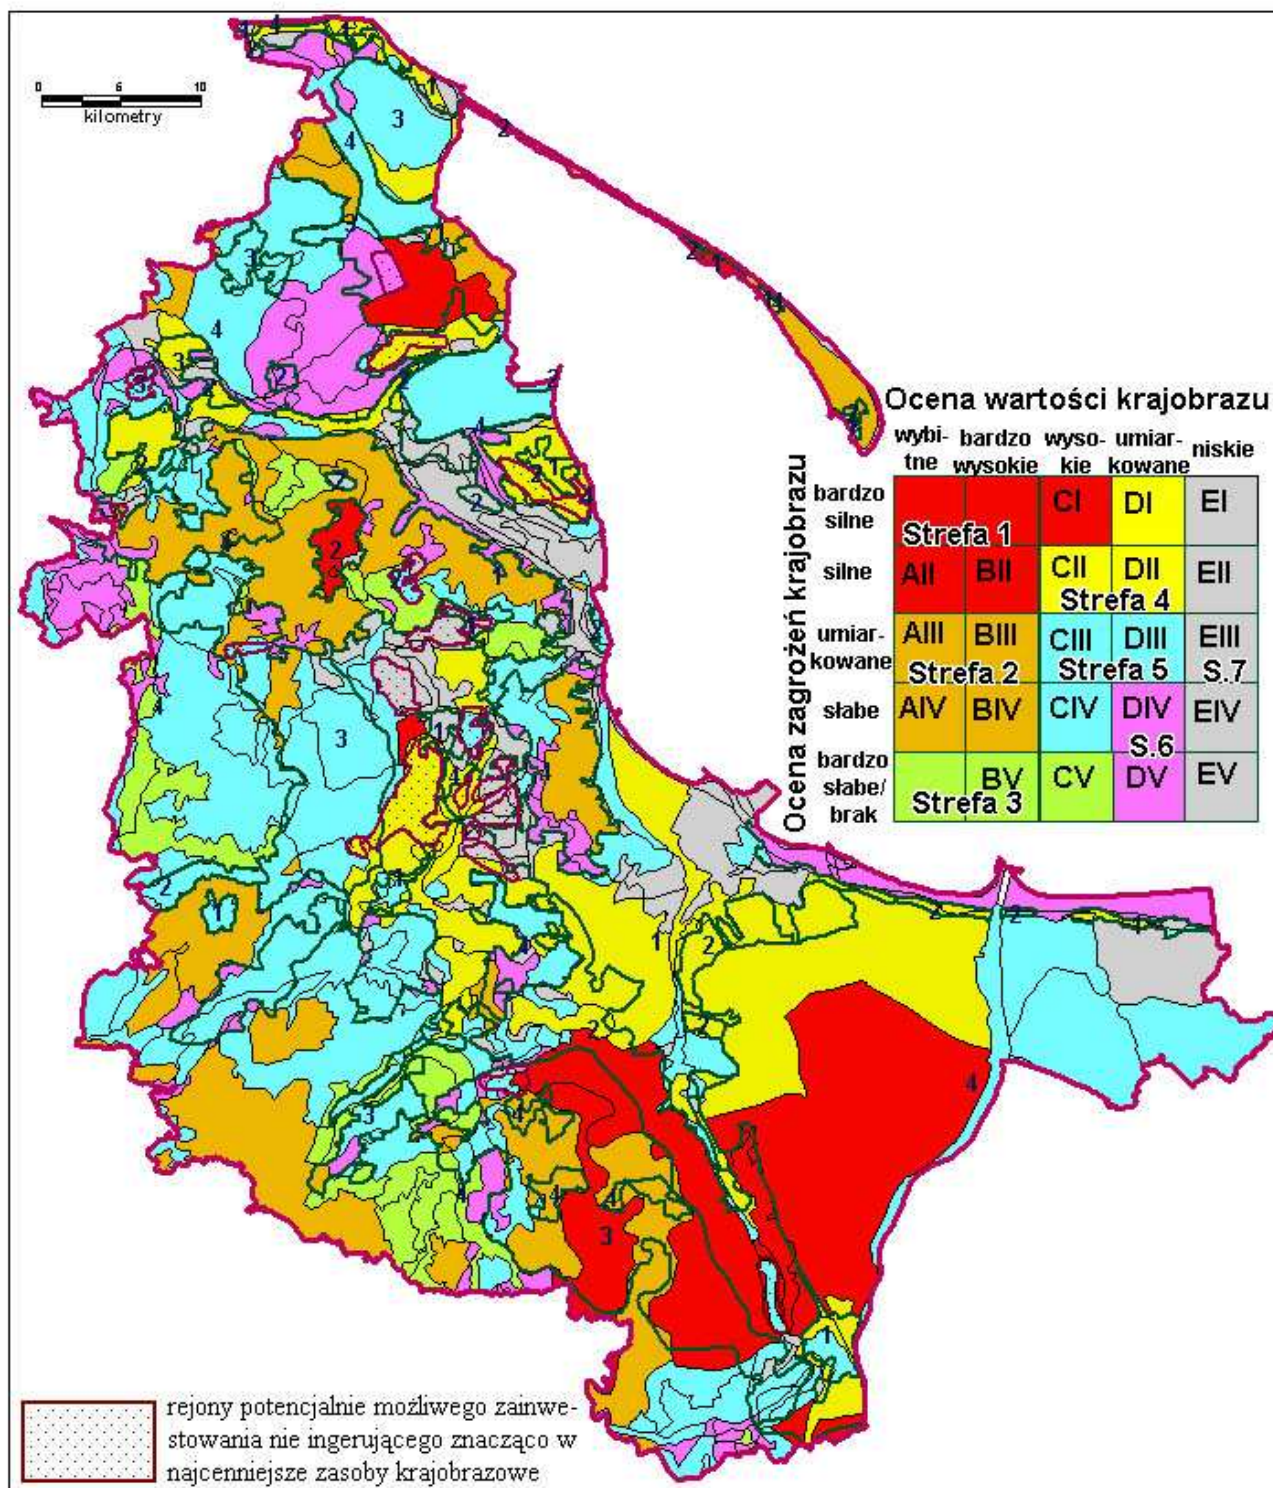 0 5 10
kilometry
Ocena wartości krajobrazu
wybi-
tne
bardzo
wysokie
wyso-
kie
umiar-
kowane
niskie
Ocena zagrożeń krajobrazu
bardzo
silne
CI DI EI
Strefa 1
silne
AII BII CII DII EII
Strefa 4
umiar-
kowane
AIII BIII CIII DIII EIII
Strefa 2 Strefa 5 S.7
słabe
AIV BIV CIV DIV EIV
S.6
bardzo
słabe/
brak
BV CV DV EV
Strefa 3
rejony potencjalnie możliwego zainwe-
stowania nie ingerującego znacząco w
najcenniejsze zasoby krajobrazowe